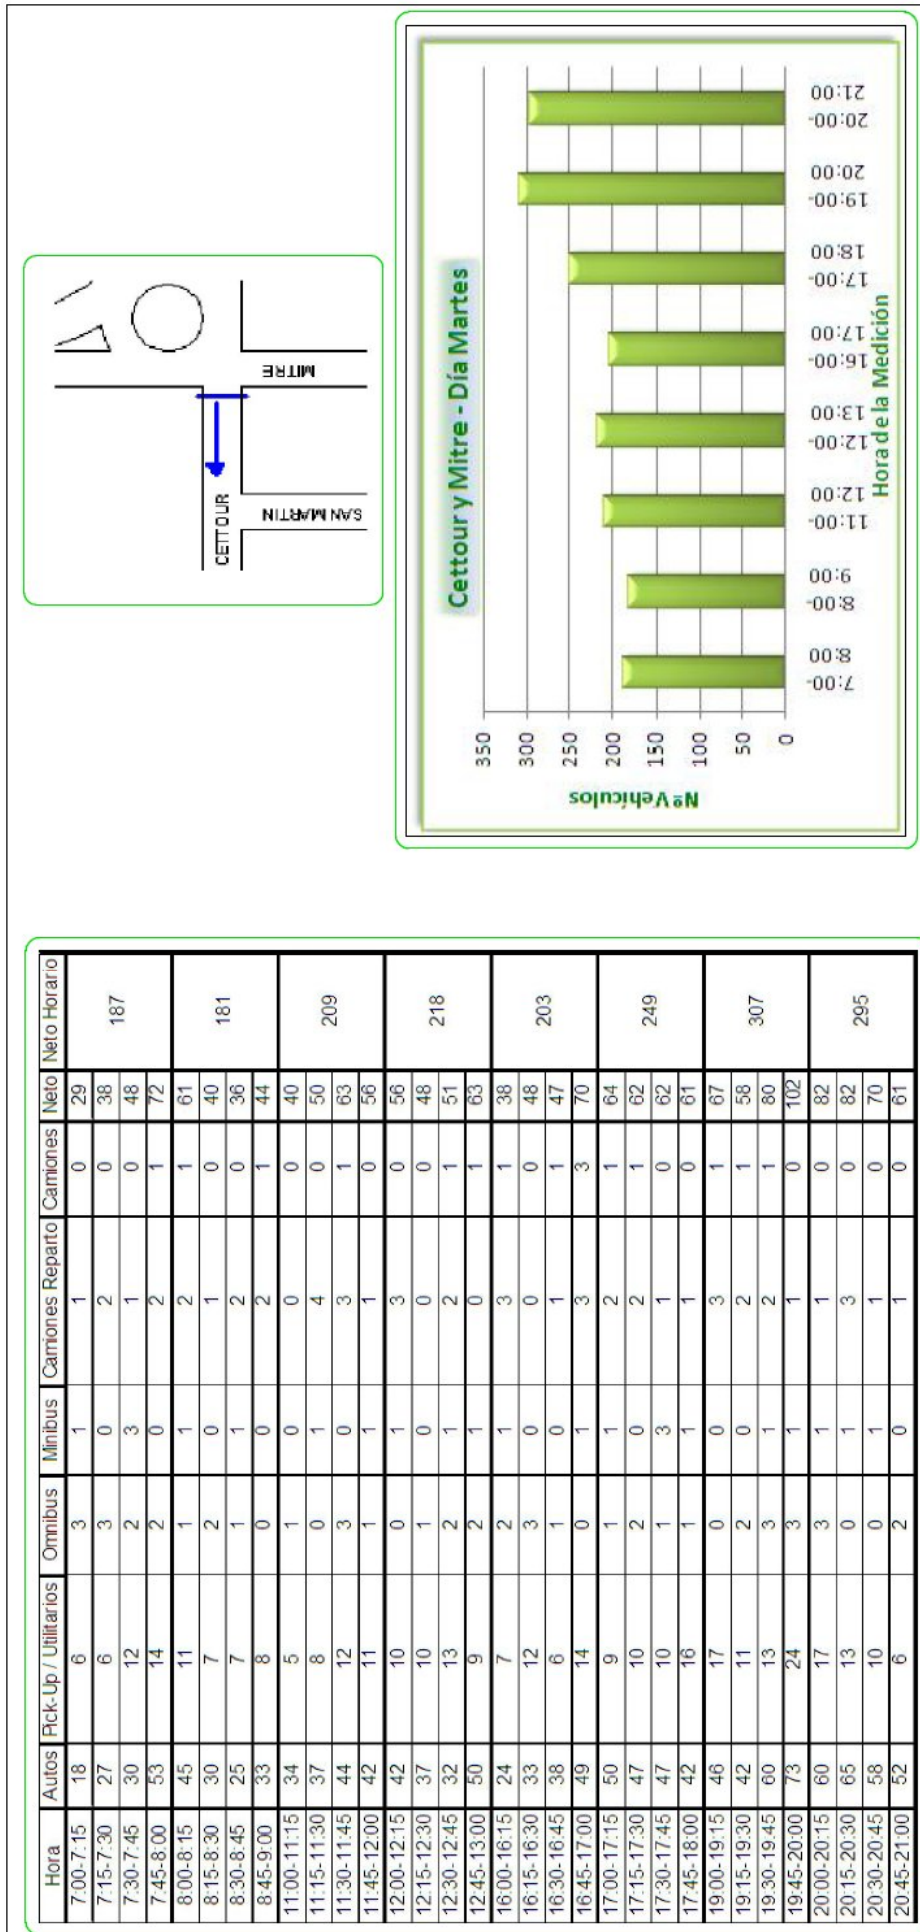 Hora Autos Pick-Up / Utilitarios Omnibus Minibus Camiones Reparto Camiones Neto Neto Horario
7:00-7:15 18 6 3 1 1 0 29 187
7:15-7:30 27 6 3 0 2 0 38
7:30-7:45 30 12 2 3 1 0 48
7:45-8:00 53 14 2 0 2 1 72
8:00-8:15 45 11 1 1 2 1 61 181
8:15-8:30 30 7 2 0 1 0 40
8:30-8:45 25 7 1 1 2 0 36
8:45-9:00 33 8 0 0 2 1 44
11:00-11:15 34 5 1 0 0 0 40 209
11:15-11:30 37 8 0 1 4 0 50
11:30-11:45 44 12 3 0 3 1 63
11:45-12:00 42 11 1 1 1 0 56
12:00-12:15 42 10 0 1 3 0 56 218
12:15-12:30 37 10 1 0 0 0 48
12:30-12:45 32 13 2 1 2 1 51
12:45-13:00 50 9 2 1 0 1 63
16:00-16:15 24 7 2 1 3 1 38 203
16:15-16:30 33 12 3 0 0 0 48
16:30-16:45 38 6 1 0 1 1 47
16:45-17:00 49 14 0 1 3 3 70
17:00-17:15 50 9 1 1 2 1 64 249
17:15-17:30 47 10 2 0 2 1 62
17:30-17:45 47 10 1 3 1 0 62
17:45-18:00 42 16 1 1 1 0 61
19:00-19:15 46 17 0 0 3 1 67 307
19:15-19:30 42 11 2 0 2 1 58
19:30-19:45 60 13 3 1 2 1 80
19:45-20:00 73 24 3 1 1 0 102
20:00-20:15 60 17 3 1 1 0 82 295
20:15-20:30 65 13 0 1 3 0 82
20:30-20:45 58 10 0 1 1 0 70
20:45-21:00 52 6 2 0 1 0 61
CETTOUR
SAN MARTIN
MITRE
Cettour y Mitre - Día Martes
Nº Vehículos
350
300
250
200
150
100
50
0
7:00-
8:00
8:00-
9:00
11:00-
12:00
12:00-
13:00
16:00-
17:00
17:00-
18:00
19:00-
20:00
20:00-
21:00
Hora de la Medición